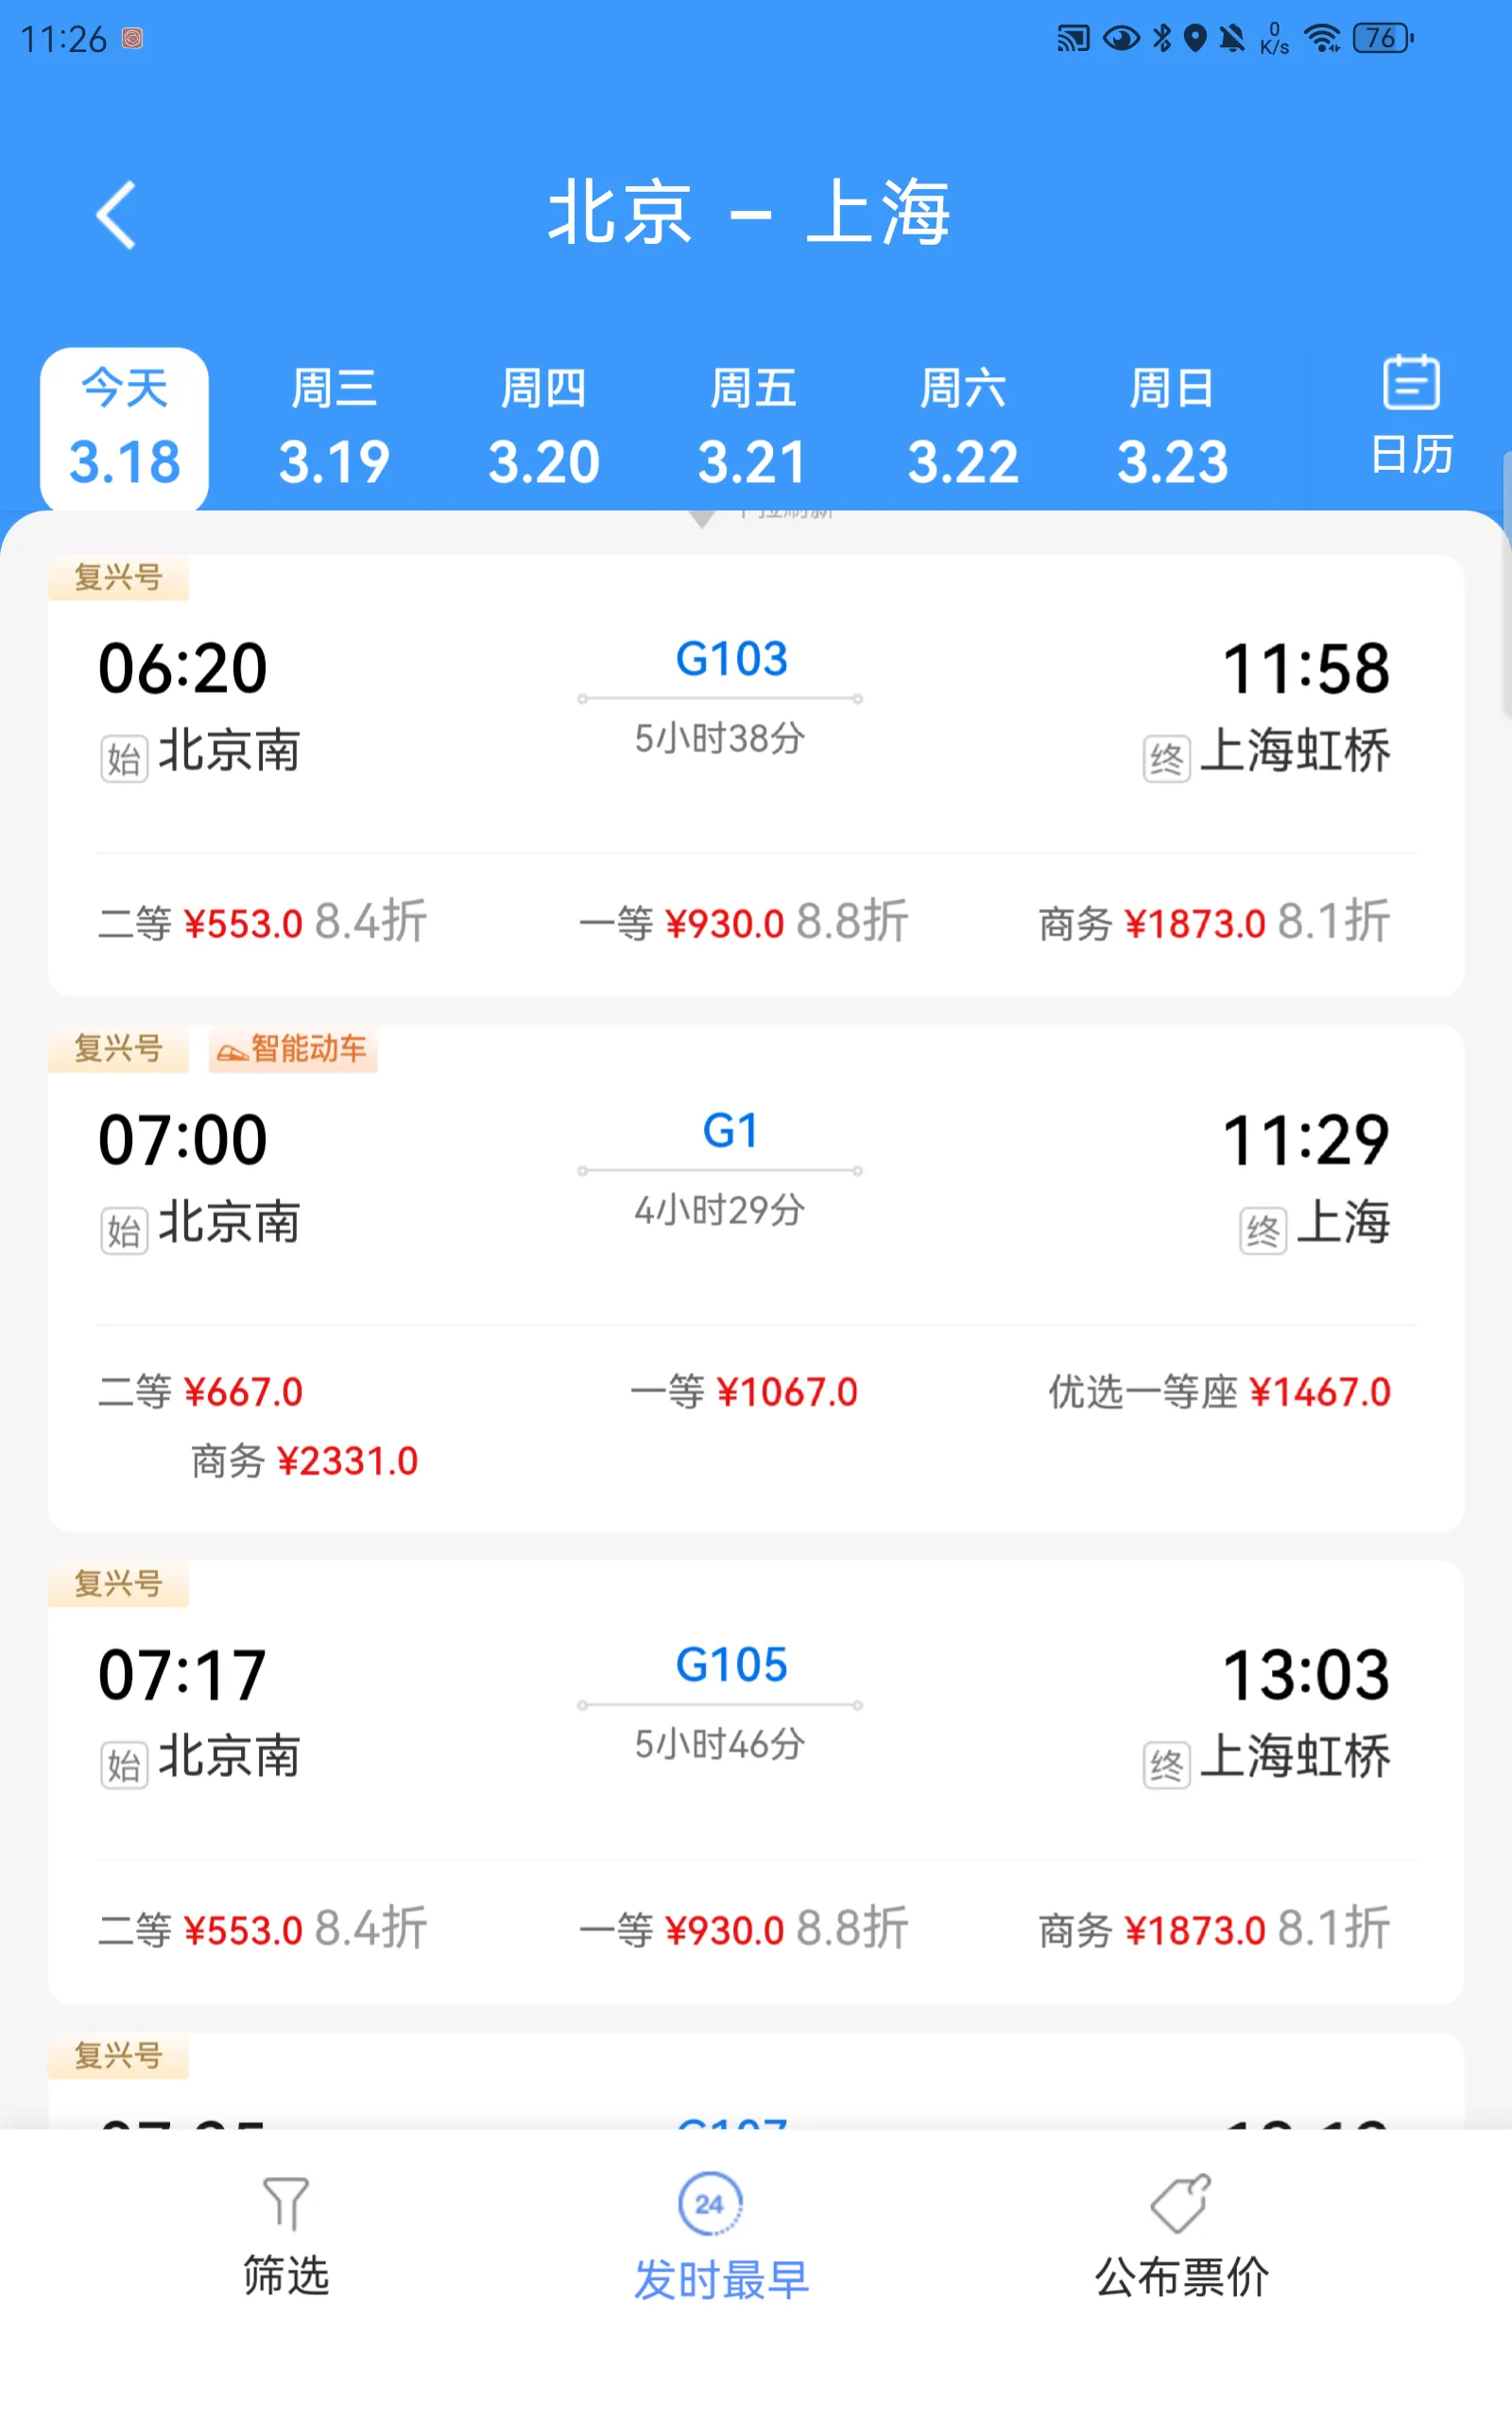 11:26 0 K/s 76
北京 – 上海
今天 周三 周四 周五 周六 周日
3.18 3.19 3.20 3.21 3.22 3.23 日历
下拉刷新
复兴号
06:20 G103 11:58
始 北京南 5小时38分 终 上海虹桥
二等 ¥553.0 8.4折 一等 ¥930.0 8.8折 商务 ¥1873.0 8.1折
复兴号 智能动车
07:00 G1 11:29
始 北京南 4小时29分 终 上海
二等 ¥667.0 一等 ¥1067.0 优选一等座 ¥1467.0
商务 ¥2331.0
复兴号
07:17 G105 13:03
始 北京南 5小时46分 终 上海虹桥
二等 ¥553.0 8.4折 一等 ¥930.0 8.8折 商务 ¥1873.0 8.1折
复兴号
24
筛选 发时最早 公布票价